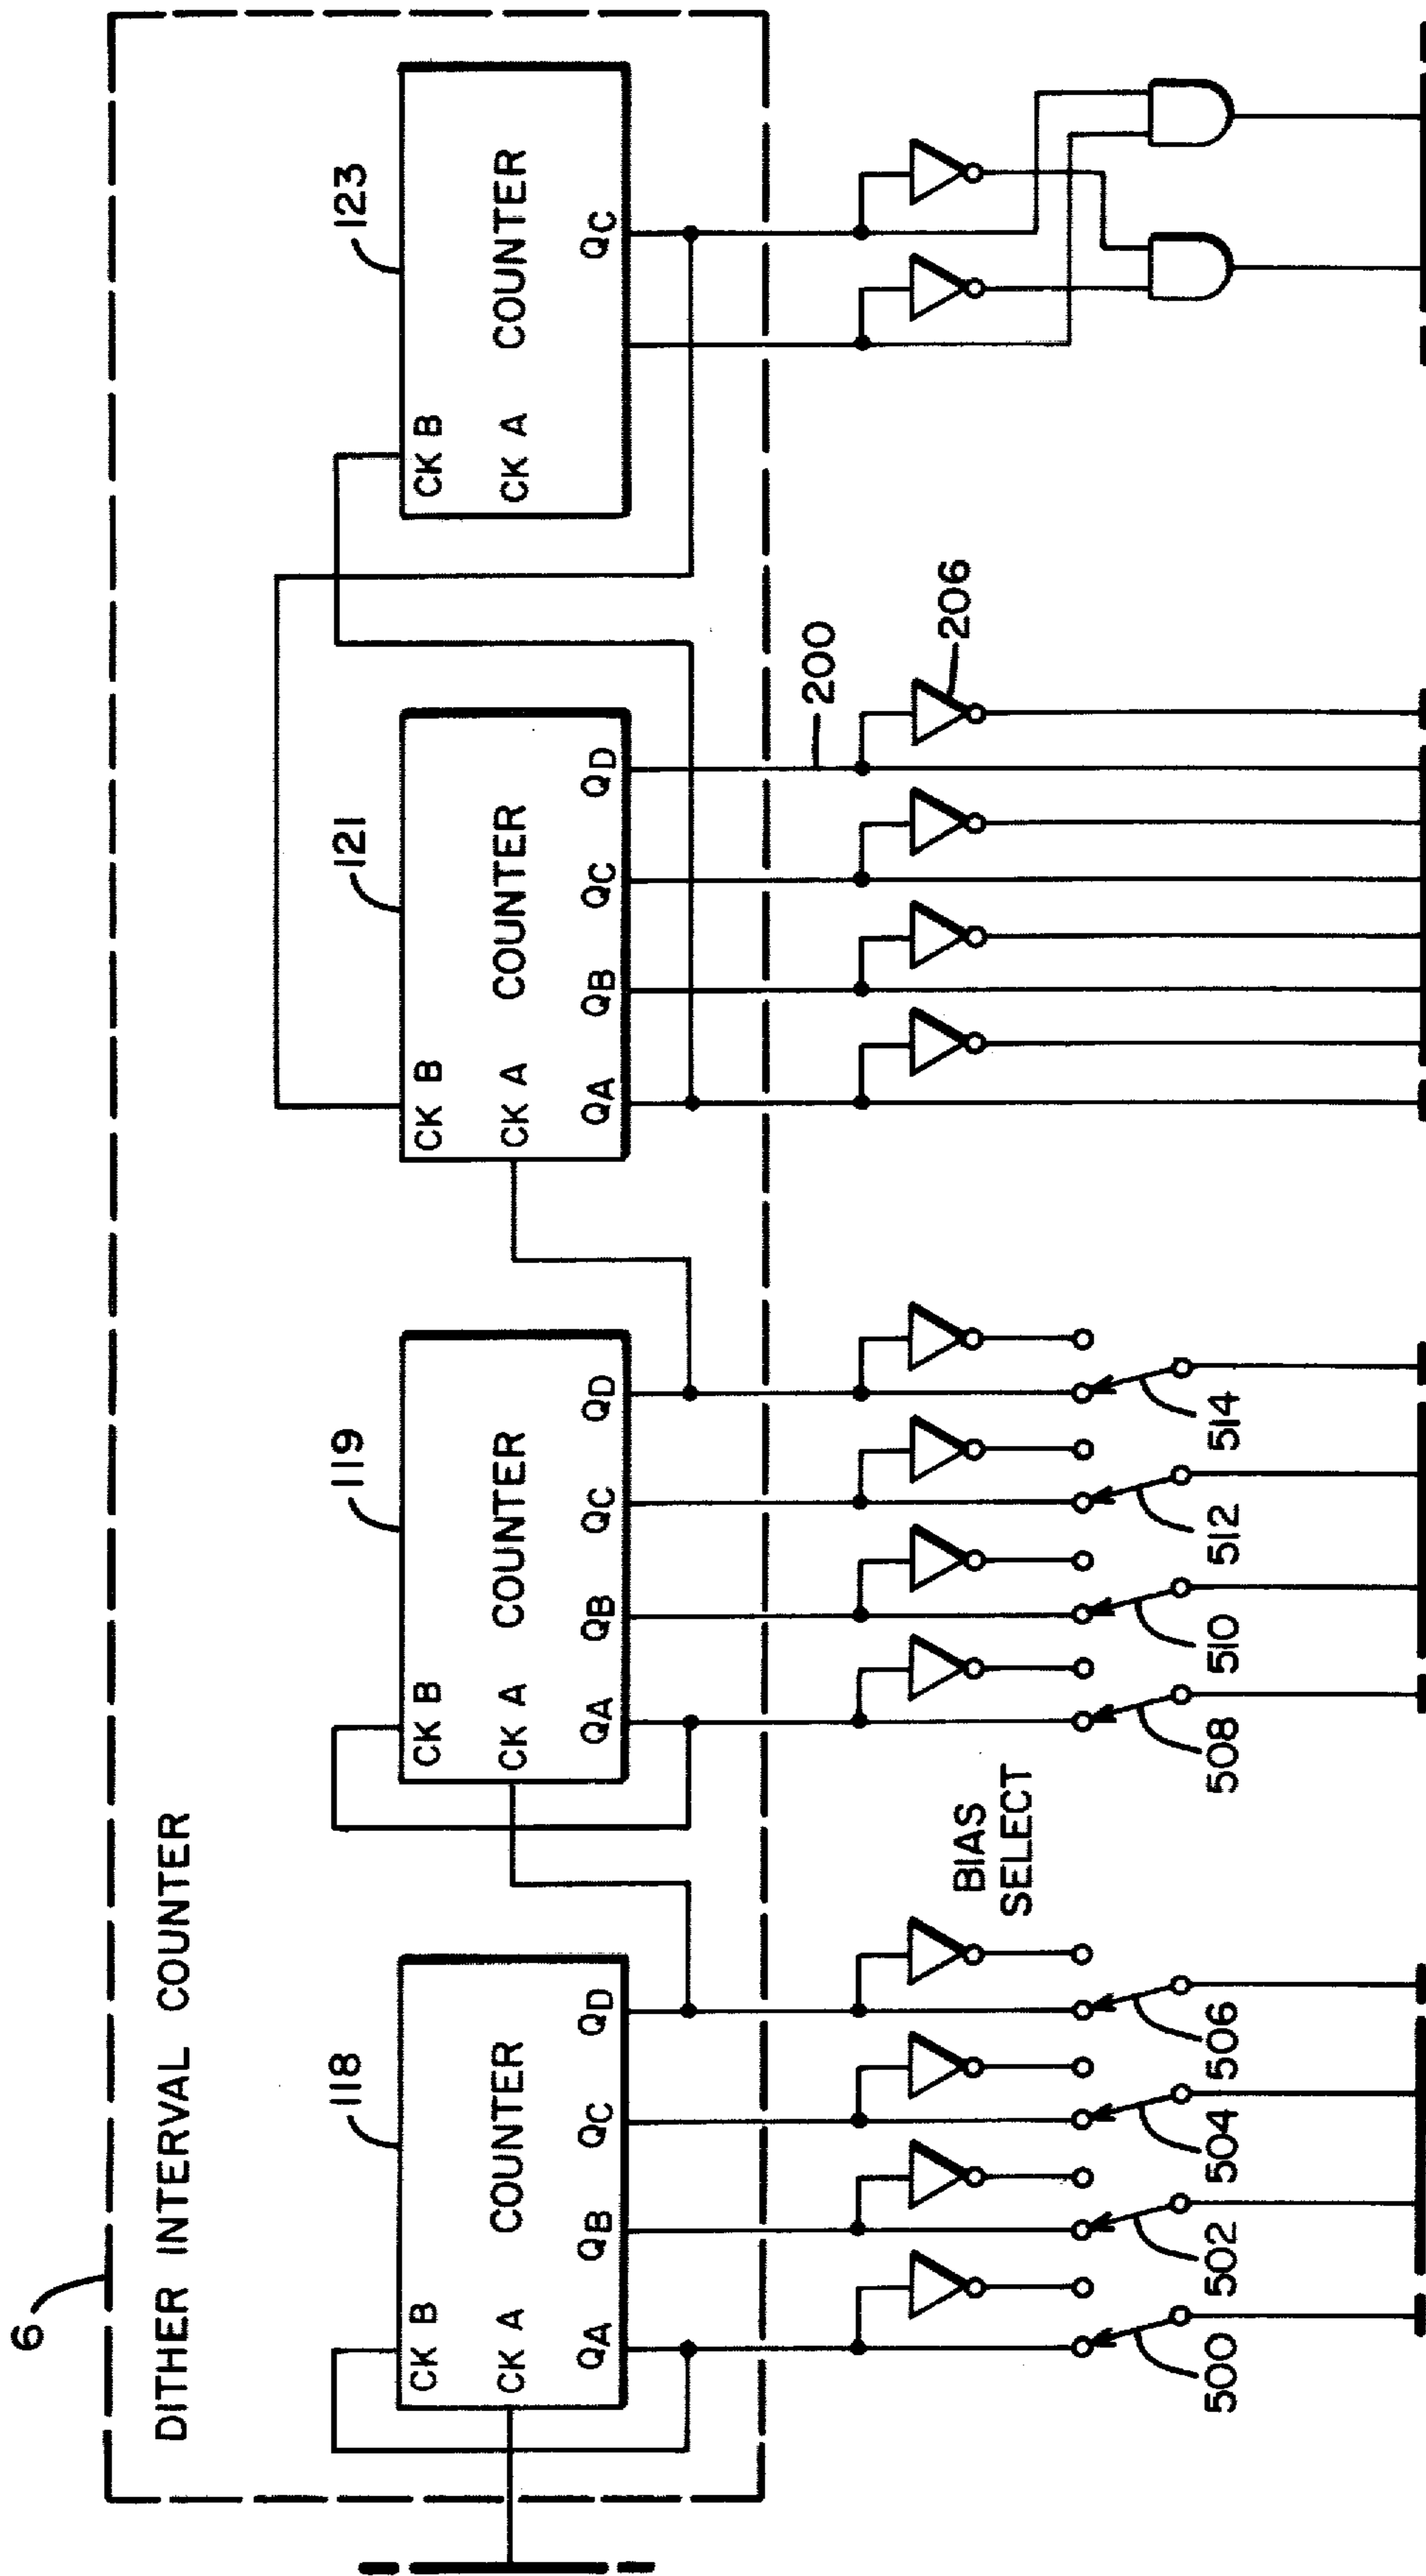 6
DITHER INTERVAL COUNTER
118
CK B
CK A
COUNTER
QA
QB
QC
QD
119
CK B
CK A
COUNTER
QA
QB
QC
QD
121
CK B
CK A
COUNTER
QA
QB
QC
QD
123
CK B
CK A
COUNTER
QC
200
206
BIAS
SELECT
500
502
504
506
508
510
512
514